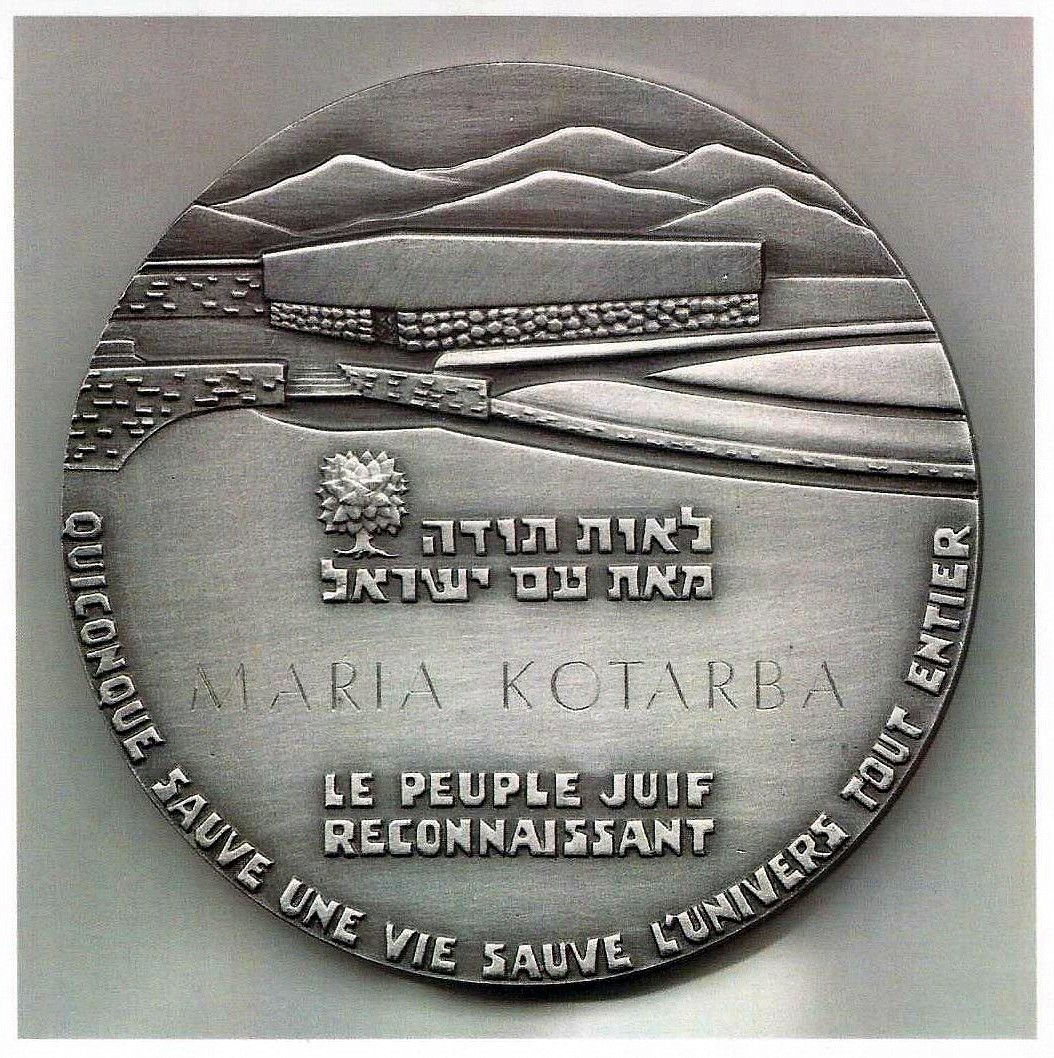 לאות תודה
מאת עם ישראל
MARIA KOTARBA
LE PEUPLE JUIF
RECONNAISSANT
QUICONQUE SAUVE UNE VIE SAUVE L'UNIVERS TOUT ENTIER